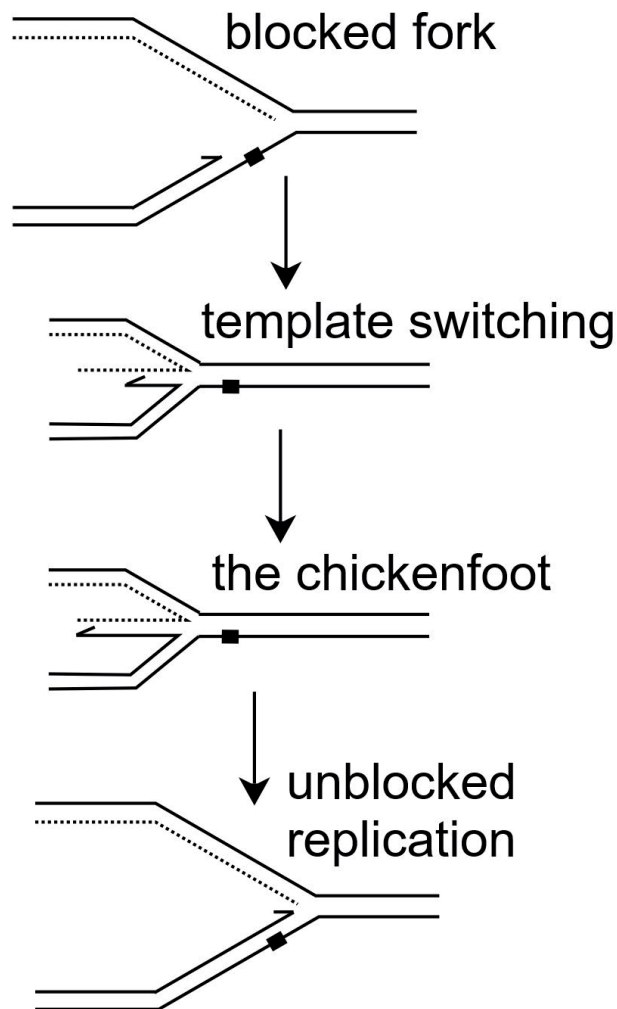 blocked fork
template switching
the chickenfoot
unblocked
replication